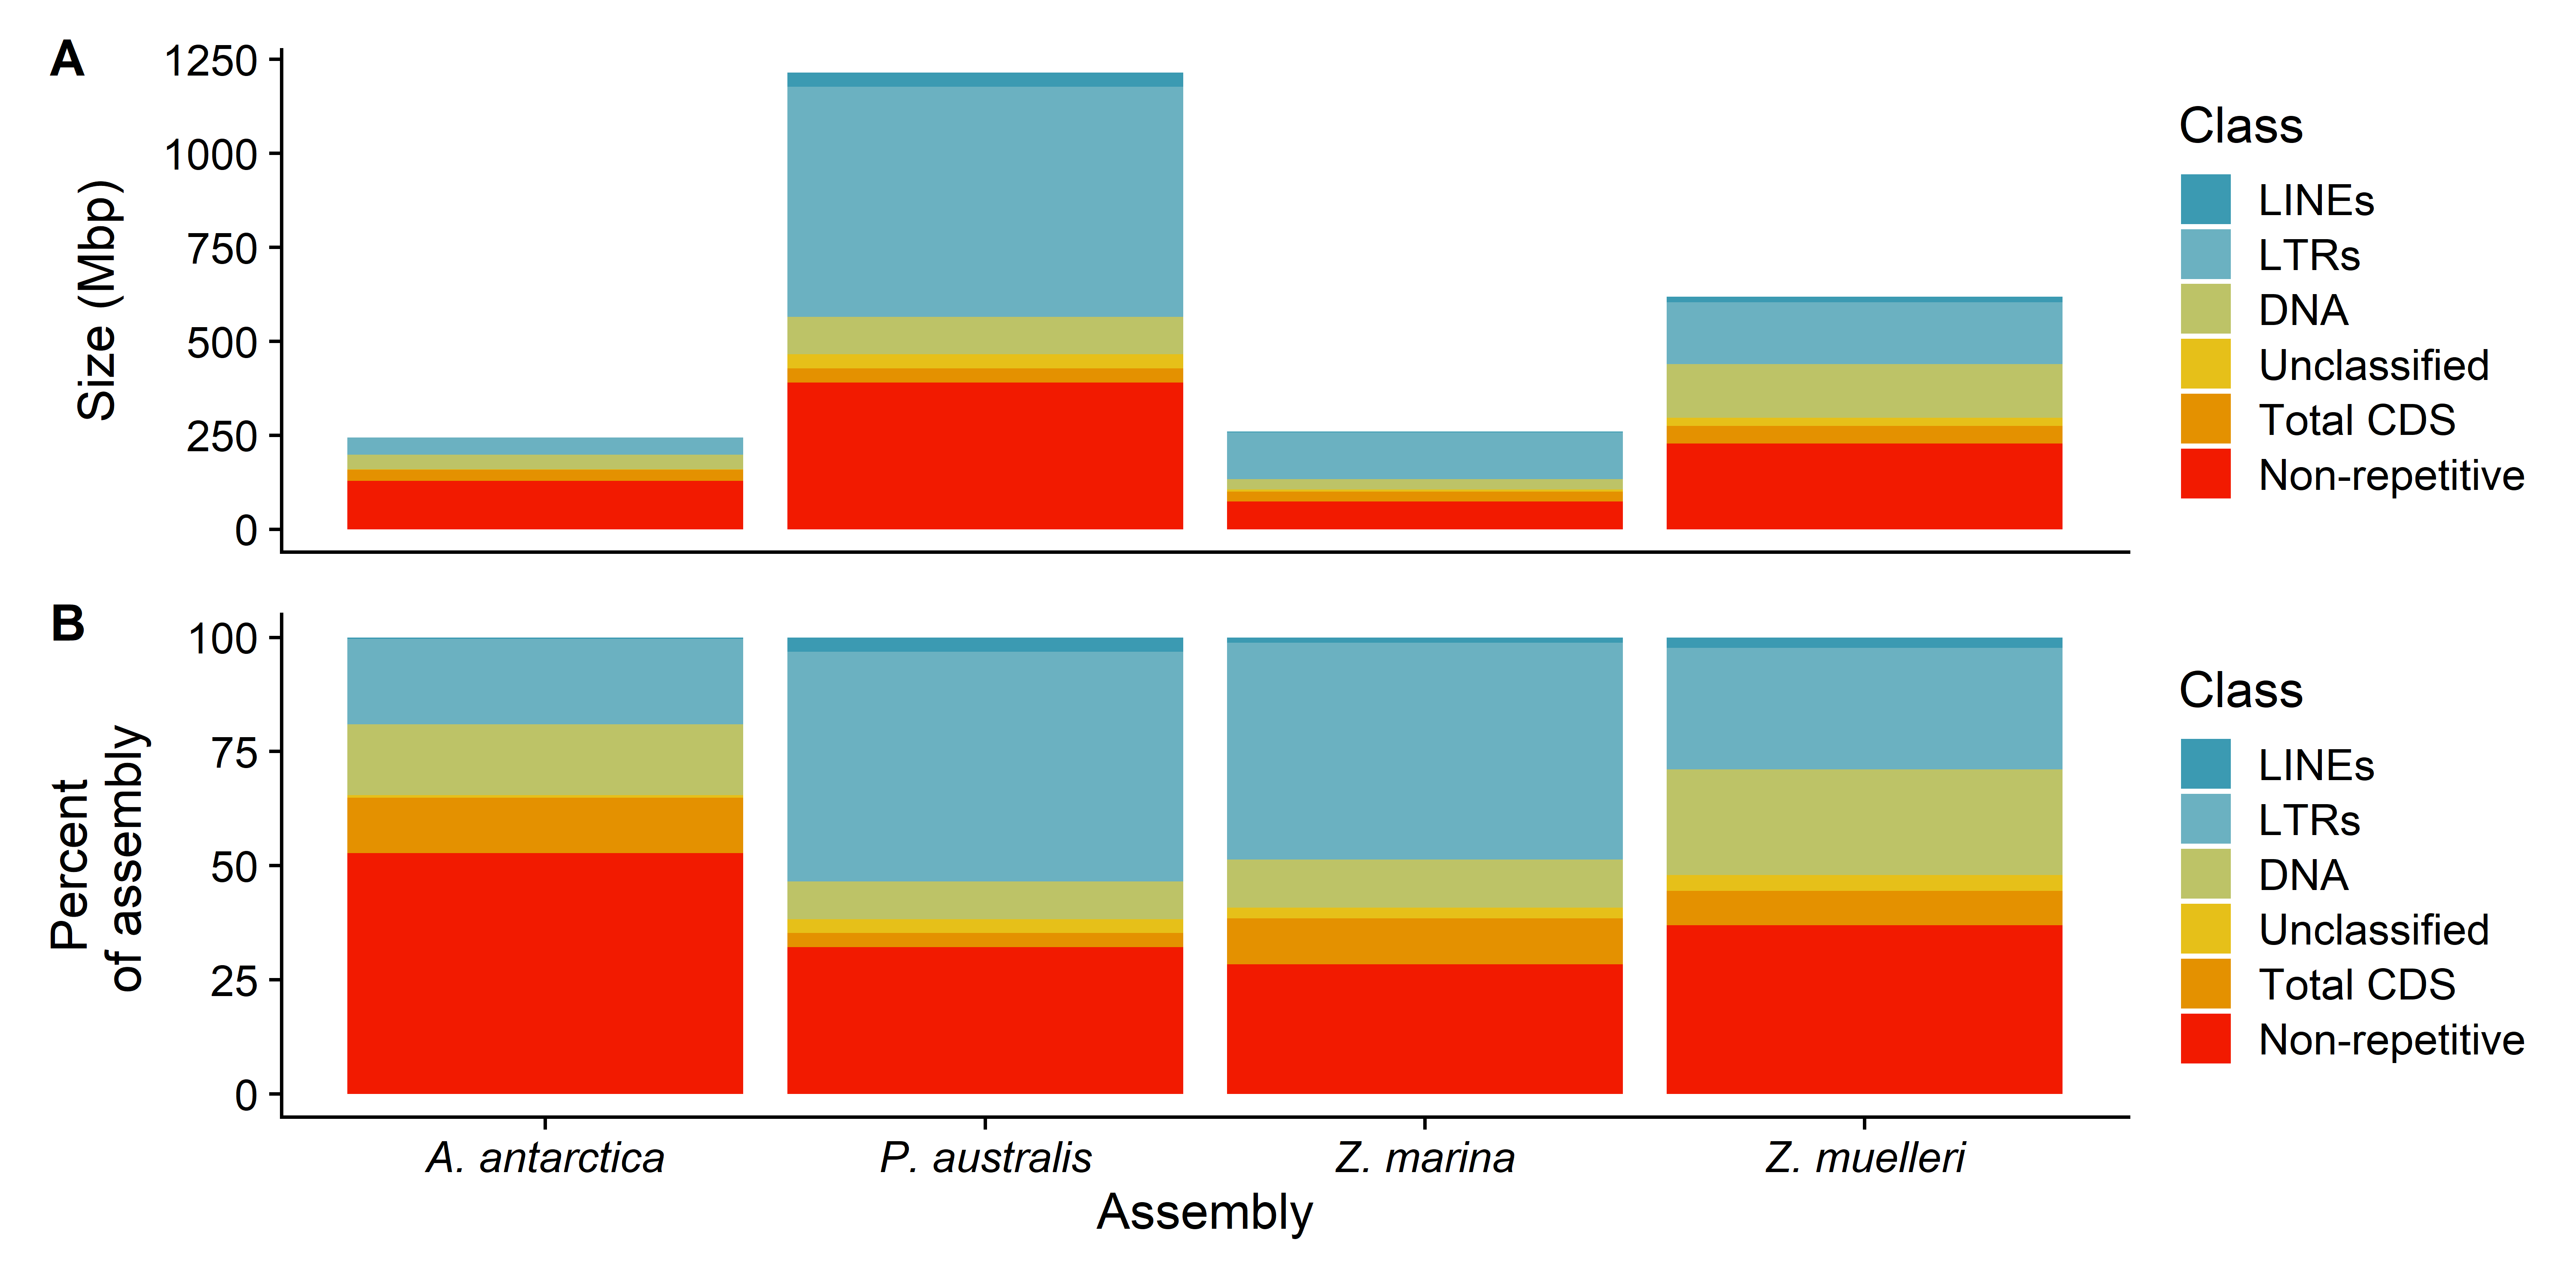 A
1250
1000
750
500
250
0
Size (Mbp)
Class
LINEs
LTRs
DNA
Unclassified
Total CDS
Non-repetitive
B
100
75
50
25
0
Percent
of assembly
A. antarctica
P. australis
Z. marina
Z. muelleri
Assembly
Class
LINEs
LTRs
DNA
Unclassified
Total CDS
Non-repetitive